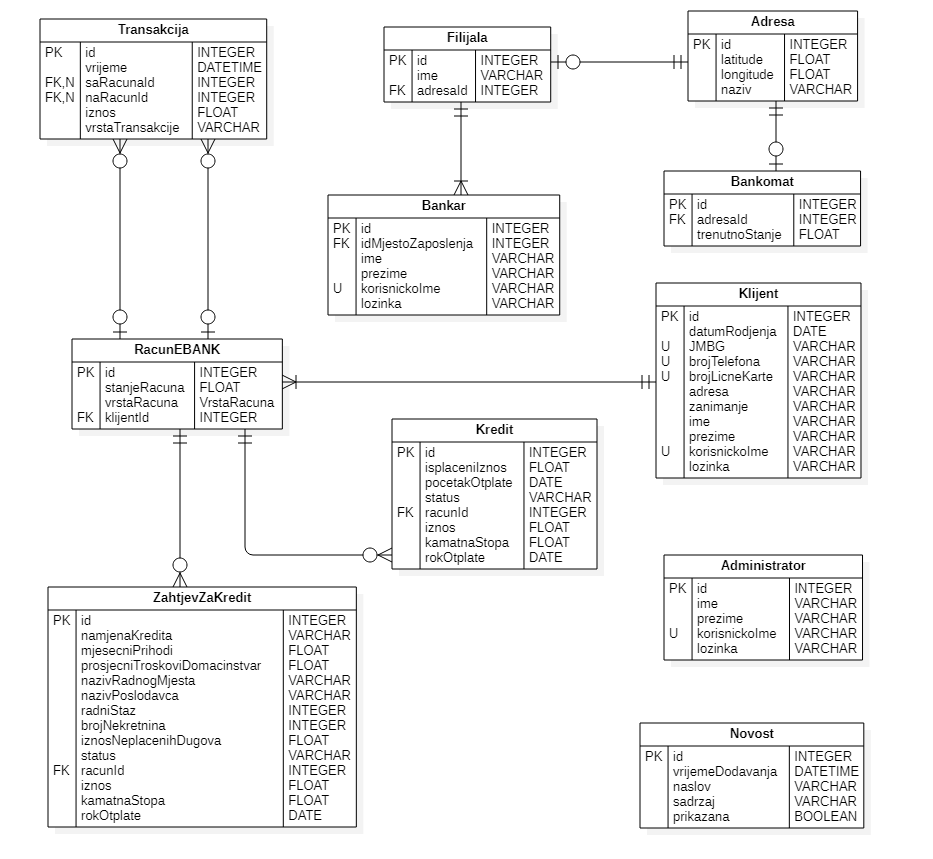 Transakcija
PK id INTEGER
vrijeme DATETIME
FK,N saRacunaId INTEGER
FK,N naRacunId INTEGER
iznos FLOAT
vrstaTransakcije VARCHAR
Filijala
PK id INTEGER
ime VARCHAR
FK adresaId INTEGER
Adresa
PK id INTEGER
latitude FLOAT
longitude FLOAT
naziv VARCHAR
Bankomat
PK id INTEGER
FK adresaId INTEGER
trenutnoStanje FLOAT
Bankar
PK id INTEGER
FK idMjestoZaposlenja INTEGER
ime VARCHAR
prezime VARCHAR
U korisnickoIme VARCHAR
lozinka VARCHAR
Klijent
PK id INTEGER
datumRodjenja DATE
U JMBG VARCHAR
U brojTelefona VARCHAR
U brojLicneKarte VARCHAR
adresa VARCHAR
zanimanje VARCHAR
ime VARCHAR
prezime VARCHAR
U korisnickoIme VARCHAR
lozinka VARCHAR
RacunEBANK
PK id INTEGER
stanjeRacuna FLOAT
vrstaRacuna VrstaRacuna
FK klijentId INTEGER
Kredit
PK id INTEGER
isplaceniIznos FLOAT
pocetakOtplate DATE
status VARCHAR
FK racunId INTEGER
iznos FLOAT
kamatnaStopa FLOAT
rokOtplate DATE
Administrator
PK id INTEGER
ime VARCHAR
prezime VARCHAR
U korisnickoIme VARCHAR
lozinka VARCHAR
ZahtjevZaKredit
PK id INTEGER
namjenaKredita VARCHAR
mjesecniPrihodi FLOAT
prosjecniTroskoviDomacinstvar FLOAT
nazivRadnogMjesta VARCHAR
nazivPoslodavca VARCHAR
radniStaz INTEGER
brojNekretnina INTEGER
iznosNeplacenihDugova FLOAT
status VARCHAR
FK racunId INTEGER
iznos FLOAT
kamatnaStopa FLOAT
rokOtplate DATE
Novost
PK id INTEGER
vrijemeDodavanja DATETIME
naslov VARCHAR
sadrzaj VARCHAR
prikazana BOOLEAN